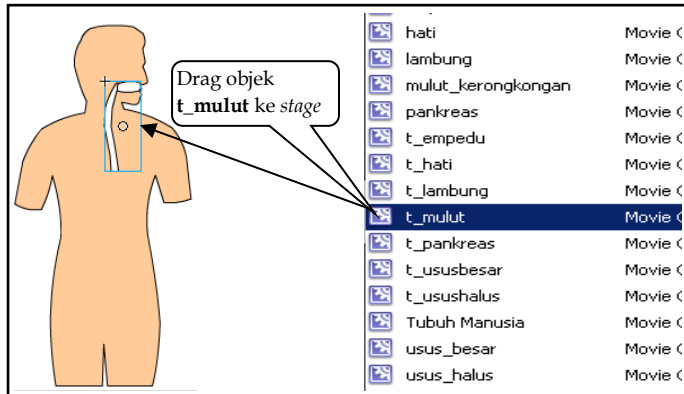 Drag objek
t_mulut ke stage
hati Movie
lambung Movie
mulut_kerongkongan Movie
pankreas Movie
t_empedu Movie
t_hati Movie
t_lambung Movie
t_mulut Movie
t_pankreas Movie
t_ususbesar Movie
t_usushalus Movie
Tubuh Manusia Movie
usus_besar Movie
usus_halus Movie